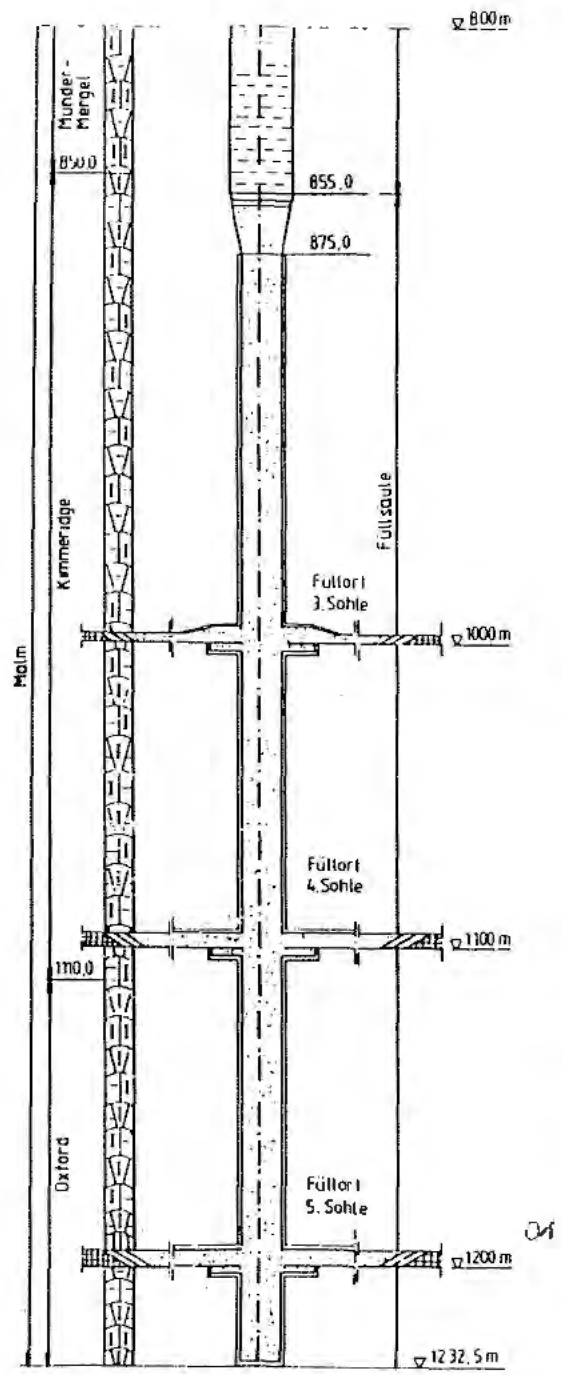 800 m
Munder-
Mergel
850,0
855,0
875,0
Füllsäule
Kimmeridge
Malm
Füllort
3. Sohle
1000 m
Füllort
4. Sohle
1100 m
1110,0
Oxford
Füllort
5. Sohle
1200 m
1232,5 m